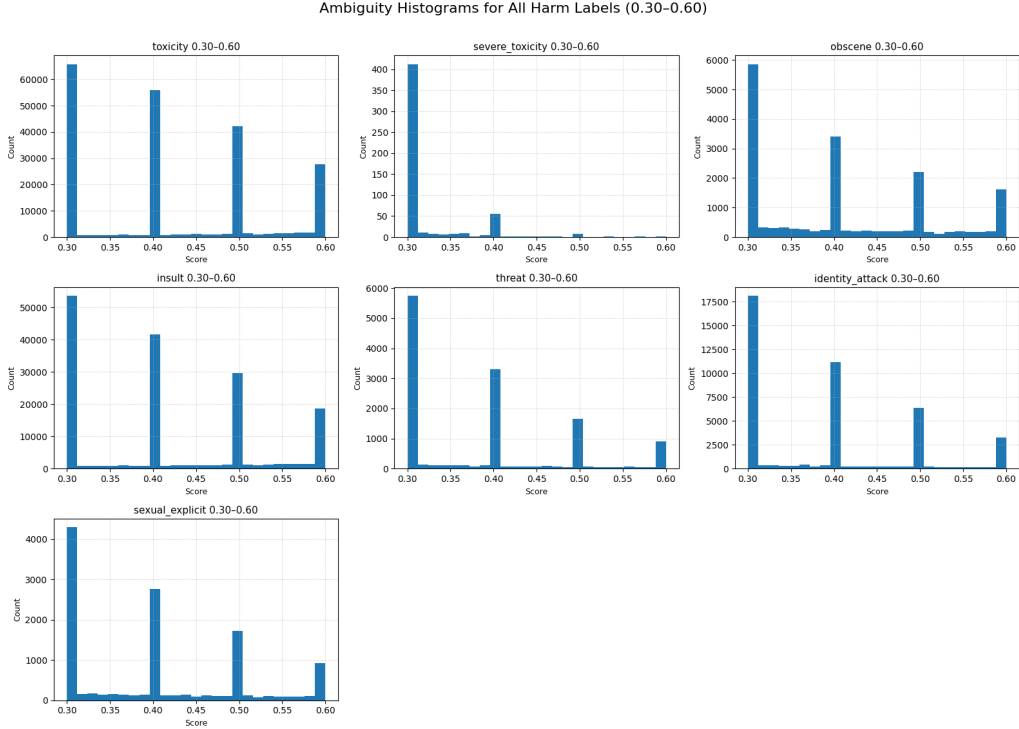 Ambiguity Histograms for All Harm Labels (0.30–0.60)
toxicity 0.30–0.60
Count
60000
50000
40000
30000
20000
10000
0
0.30 0.35 0.40 0.45 0.50 0.55 0.60
Score
severe_toxicity 0.30–0.60
Count
400
350
300
250
200
150
100
50
0
0.30 0.35 0.40 0.45 0.50 0.55 0.60
Score
obscene 0.30–0.60
Count
6000
5000
4000
3000
2000
1000
0
0.30 0.35 0.40 0.45 0.50 0.55 0.60
Score
insult 0.30–0.60
Count
50000
40000
30000
20000
10000
0
0.30 0.35 0.40 0.45 0.50 0.55 0.60
Score
threat 0.30–0.60
Count
6000
5000
4000
3000
2000
1000
0
0.30 0.35 0.40 0.45 0.50 0.55 0.60
Score
identity_attack 0.30–0.60
Count
17500
15000
12500
10000
7500
5000
2500
0
0.30 0.35 0.40 0.45 0.50 0.55 0.60
Score
sexual_explicit 0.30–0.60
Count
4000
3000
2000
1000
0
0.30 0.35 0.40 0.45 0.50 0.55 0.60
Score